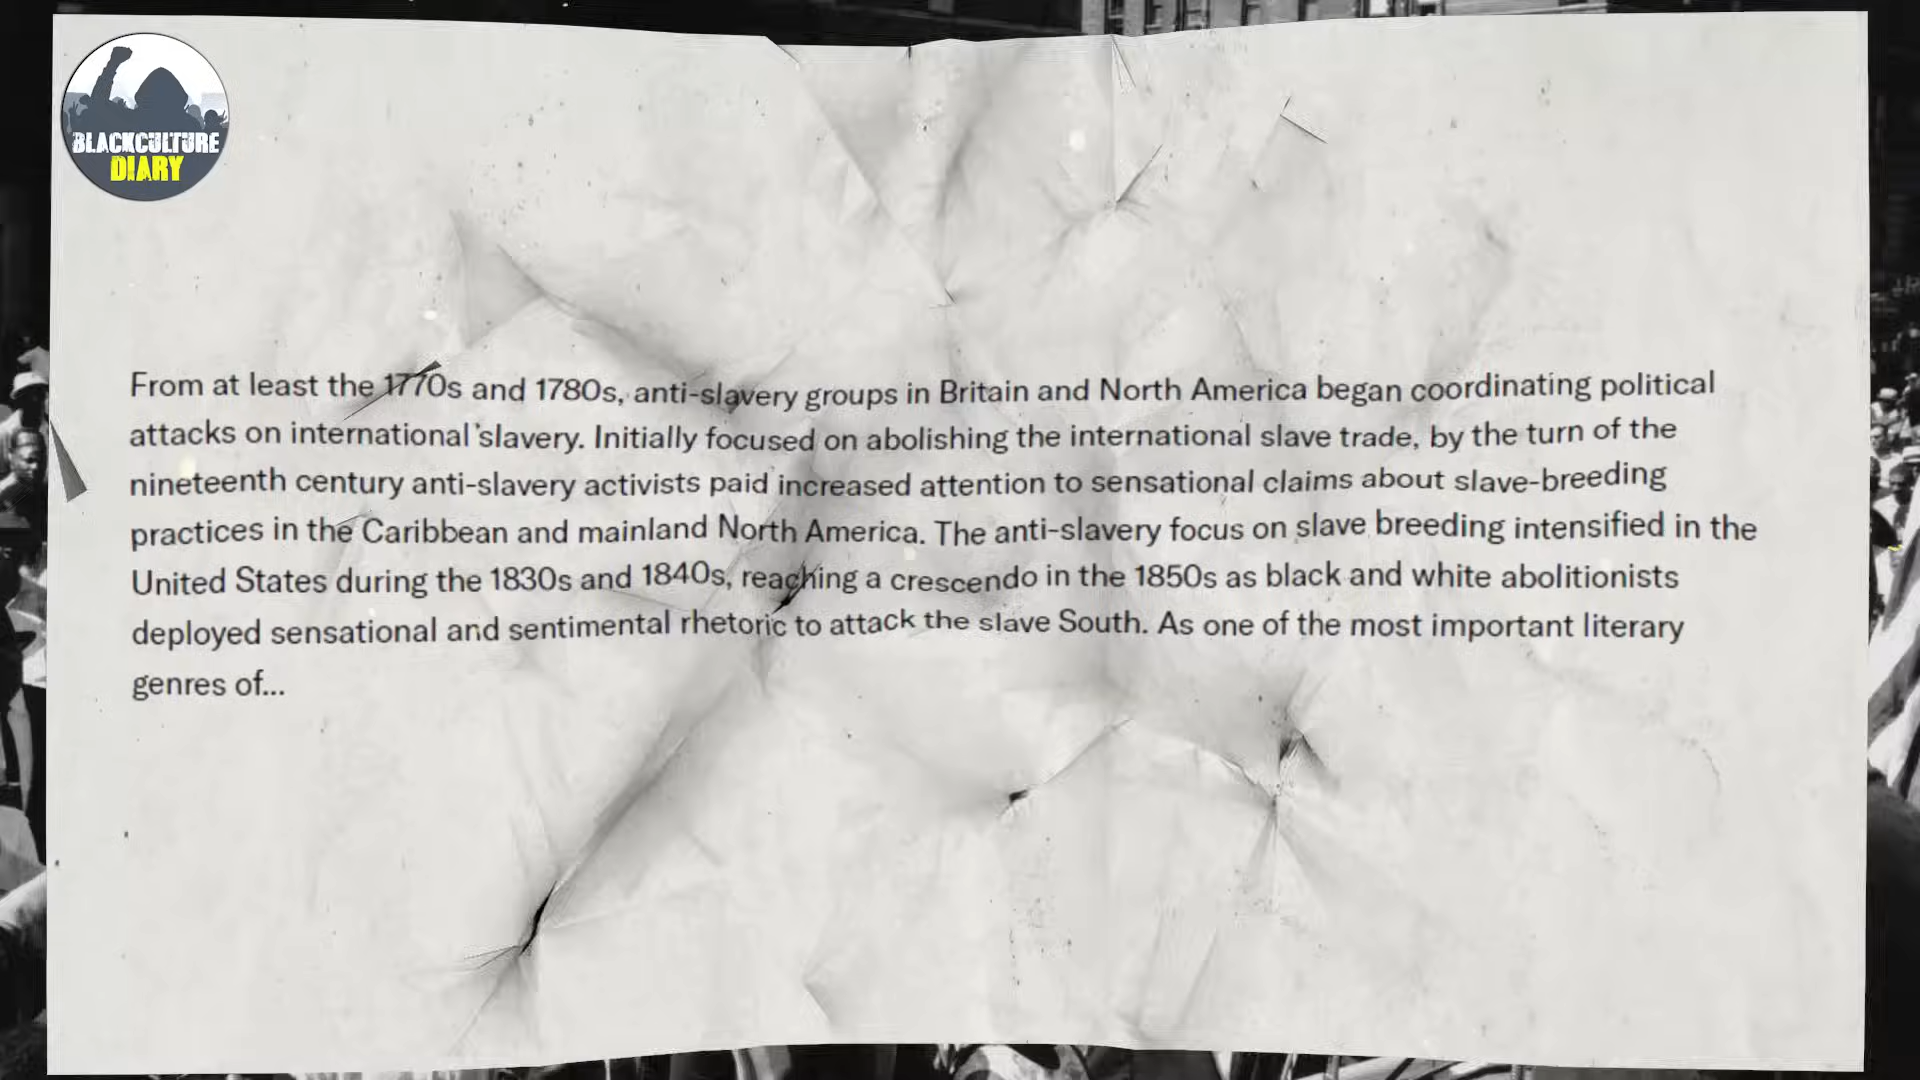 BLACKCULTURE
DIARY
From at least the 1770s and 1780s, anti-slavery groups in Britain and North America began coordinating political
attacks on international slavery. Initially focused on abolishing the international slave trade, by the turn of the
nineteenth century anti-slavery activists paid increased attention to sensational claims about slave-breeding
practices in the Caribbean and mainland North America. The anti-slavery focus on slave breeding intensified in the
United States during the 1830s and 1840s, reaching a crescendo in the 1850s as black and white abolitionists
deployed sensational and sentimental rhetoric to attack the slave South. As one of the most important literary
genres of...